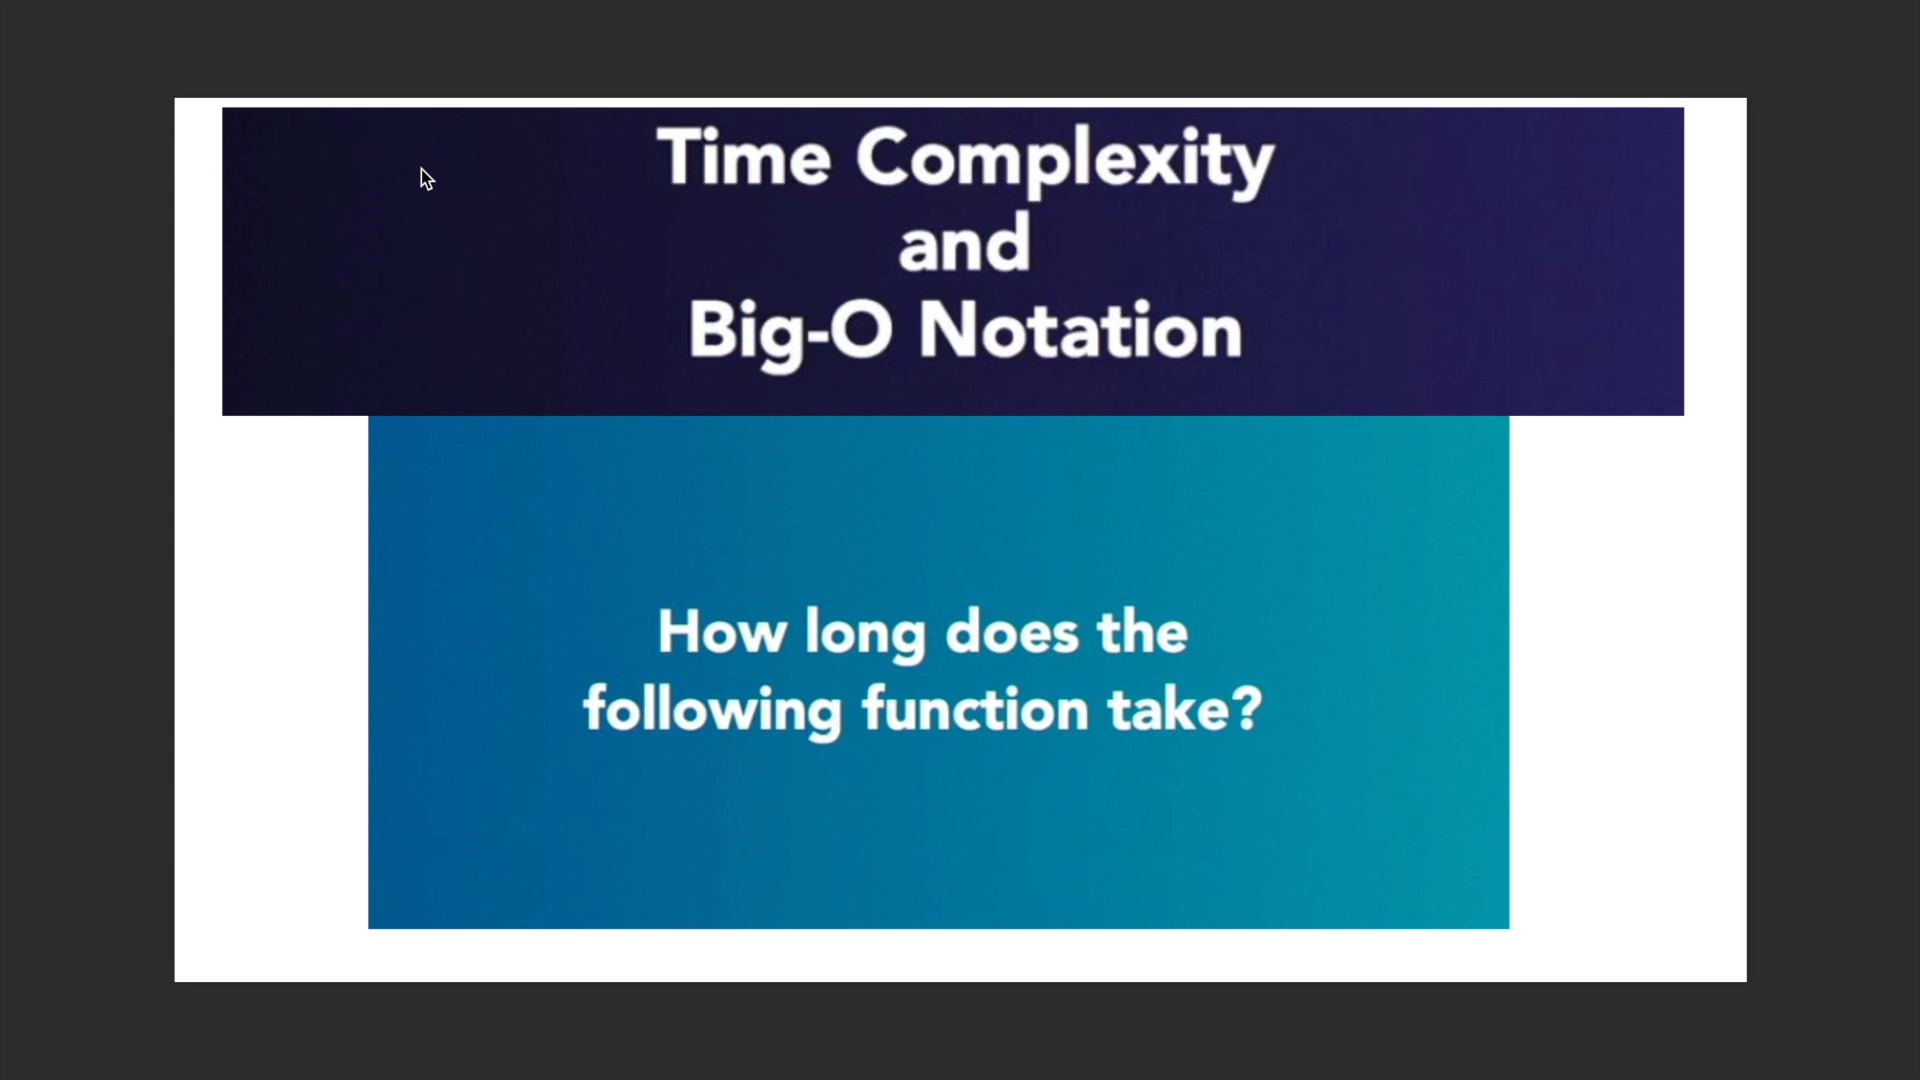 Time Complexity
and
Big-O Notation
How long does the
following function take?